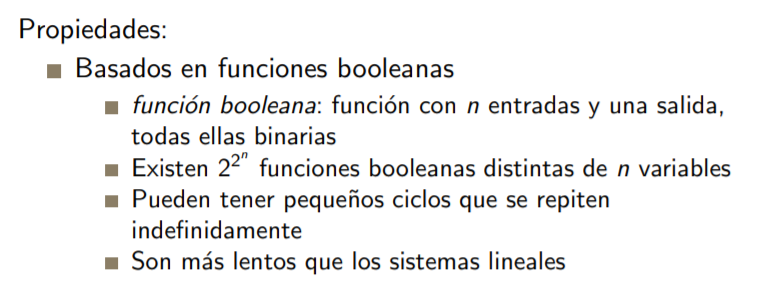 Propiedades:
Basados en funciones booleanas
función booleana: función con n entradas y una salida,
todas ellas binarias
Existen 2^{2^n} funciones booleanas distintas de n variables
Pueden tener pequeños ciclos que se repiten
indefinidamente
Son más lentos que los sistemas lineales